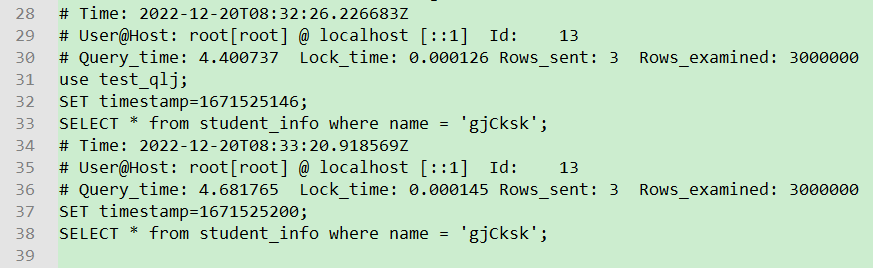 28 # Time: 2022-12-20T08:32:26.226683Z
29 # User@Host: root[root] @ localhost [::1]  Id:    13
30 # Query_time: 4.400737  Lock_time: 0.000126 Rows_sent: 3  Rows_examined: 3000000
31 use test_qlj;
32 SET timestamp=1671525146;
33 SELECT * from student_info where name = 'gjCksk';
34 # Time: 2022-12-20T08:33:20.918569Z
35 # User@Host: root[root] @ localhost [::1]  Id:    13
36 # Query_time: 4.681765  Lock_time: 0.000145 Rows_sent: 3  Rows_examined: 3000000
37 SET timestamp=1671525200;
38 SELECT * from student_info where name = 'gjCksk';
39